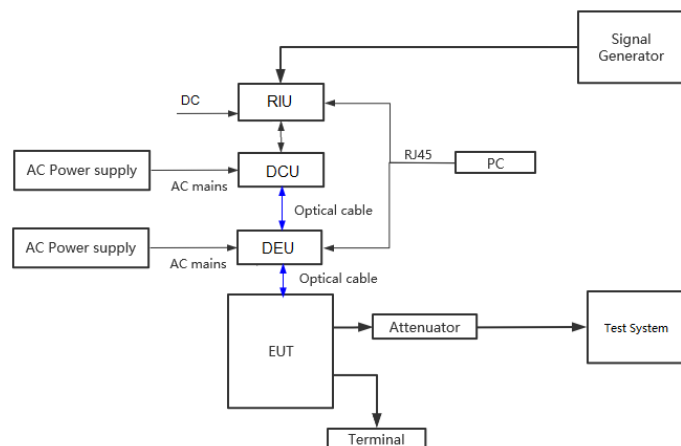 Signal
Generator
DC
RIU
RJ45
PC
AC Power supply
AC mains
DCU
Optical cable
AC Power supply
AC mains
DEU
Optical cable
EUT
Attenuator
Test System
Terminal